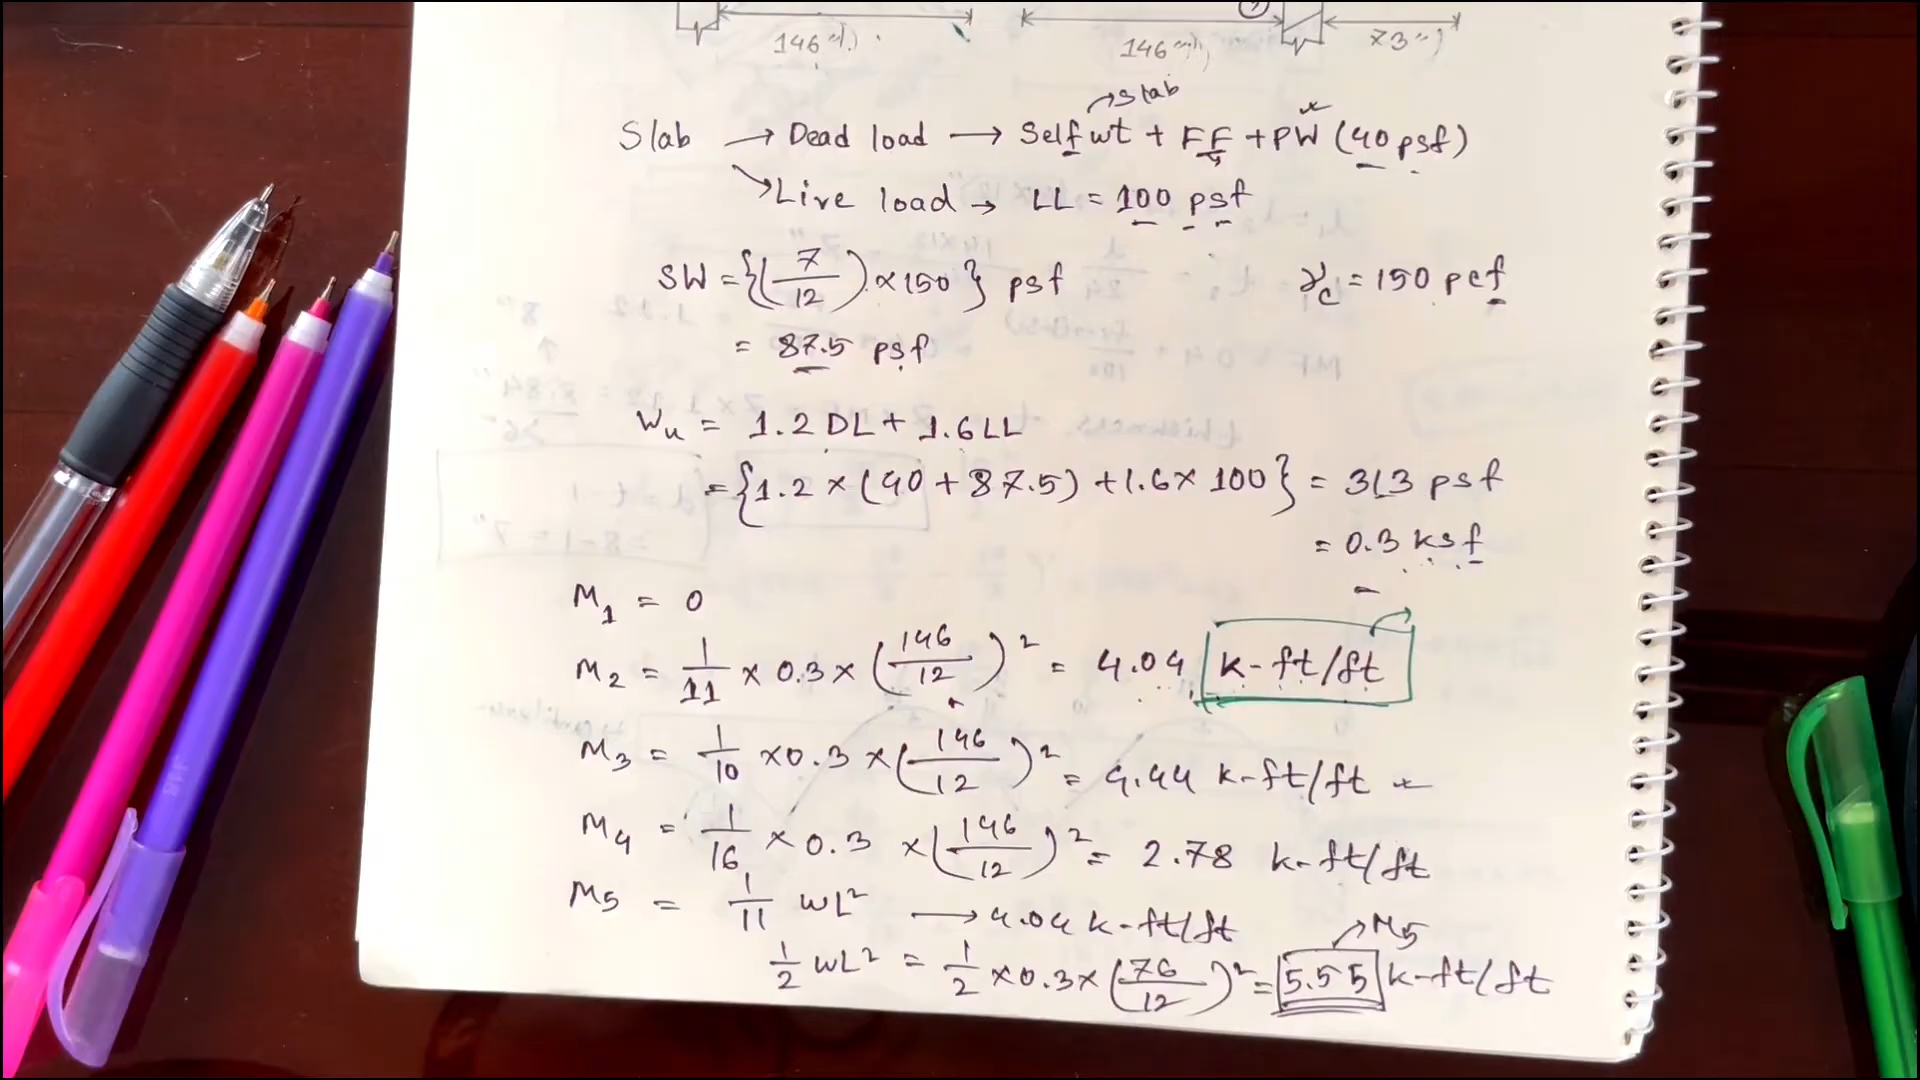 146" 146" 73"
slab
Slab → Dead load → Self wt + FF + PW (40 psf)
Live load → LL = 100 psf
SW = {(7/12) × 150} psf γc = 150 pcf
= 87.5 psf
Wu = 1.2 DL + 1.6 LL
= {1.2 × (40 + 87.5) + 1.6 × 100} = 313 psf
= 0.3 ksf
M1 = 0
M2 = 1/11 × 0.3 × (146/12)² = 4.04 k-ft/ft
M3 = 1/10 × 0.3 × (146/12)² = 4.44 k-ft/ft
M4 = 1/16 × 0.3 × (146/12)² = 2.78 k-ft/ft
M5 = 1/11 WL² → 4.04 k-ft/ft
M5
1/2 WL² = 1/2 × 0.3 × (76/12)² = 5.55 k-ft/ft